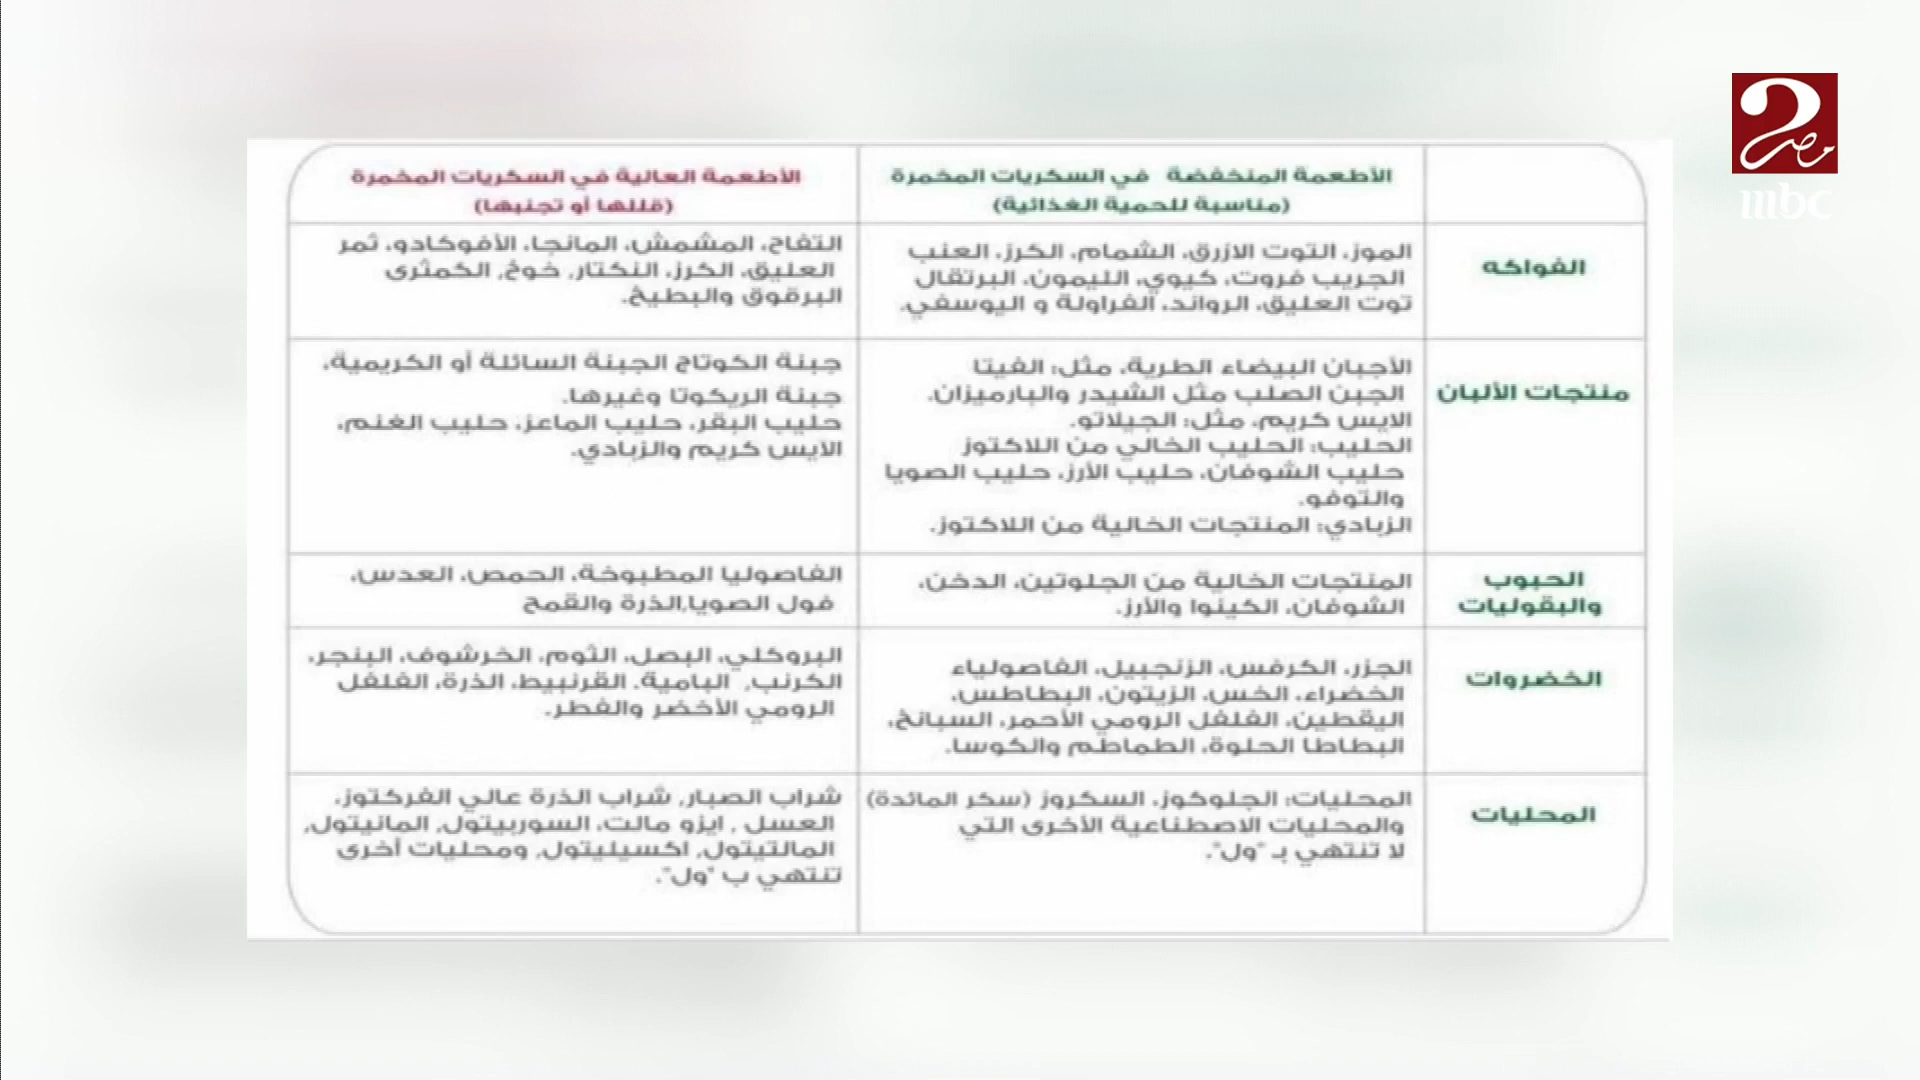 الأطعمة المنخفضة في السكريات المخمرة
(مناسبة للحمية الغذائية)
الأطعمة العالية في السكريات المخمرة
(قللها أو تجنبها)
الفواكه
الموز، التوت الازرق، الشمام، الكرز، العنب
الجريب فروت، كيوي، الليمون، البرتقال
توت العليق، الرواند، الفراولة و اليوسفي.
التفاح، المشمش، المانجا، الأفوكادو، ثمر
العليق، الكرز، النكتار، خوخ، الكمثرى
البرقوق والبطيخ.
منتجات الألبان
الأجبان البيضاء الطرية، مثل: الفيتا
الجبن الصلب مثل الشيدر والبارميزان.
الايس كريم، مثل: الجيلاتو.
الحليب: الحليب الخالي من اللاكتوز
حليب الشوفان، حليب الأرز، حليب الصويا
والتوفو.
الزبادي: المنتجات الخالية من اللاكتوز.
جبنة الكوتاج الجبنة السائلة أو الكريمية،
جبنة الريكوتا وغيرها.
حليب البقر، حليب الماعز، حليب الغنم،
الايس كريم والزبادي.
الحبوب
والبقوليات
المنتجات الخالية من الجلوتين، الدخن،
الشوفان، الكينوا والأرز.
الفاصوليا المطبوخة، الحمص، العدس،
فول الصويا،الذرة والقمح
الخضروات
الجزر، الكرفس، الزنجبيل، الفاصولياء
الخضراء، الخس، الزيتون، البطاطس،
اليقطين، الفلفل الرومي الأحمر، السبانخ،
البطاطا الحلوة، الطماطم والكوسا.
البروكلي، البصل، الثوم، الخرشوف، البنجر،
الكرنب، البامية، القرنبيط، الذرة، الفلفل
الرومي الأخضر والفطر.
المحليات
المحليات: الجلوكوز، السكروز (سكر المائدة)
والمحليات الاصطناعية الأخرى التي
لا تنتهي بـ "ول".
شراب الصبار, شراب الذرة عالي الفركتوز،
العسل , ايزو مالت، السوربيتول, المانيتول,
المالتيتول, اكسيليتول, ومحليات أخرى
تنتهي ب "ول".
مصر
mbc